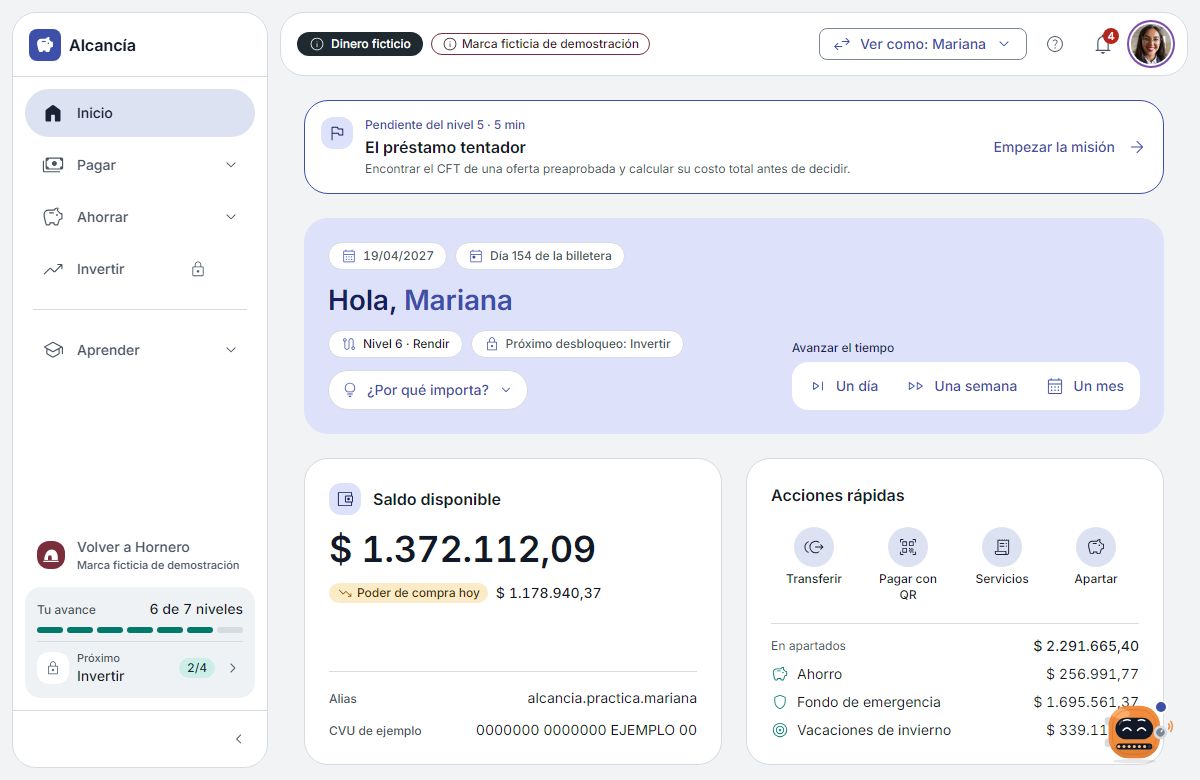 Alcancía
Dinero ficticio
Marca ficticia de demostración
Ver como: Mariana
4
Inicio
Pagar
Ahorrar
Invertir
Aprender
Volver a Hornero
Marca ficticia de demostración
Tu avance
6 de 7 niveles
Próximo
Invertir
2/4
Pendiente del nivel 5 · 5 min
El préstamo tentador
Encontrar el CFT de una oferta preaprobada y calcular su costo total antes de decidir.
Empezar la misión
19/04/2027
Día 154 de la billetera
Hola, Mariana
Nivel 6 · Rendir
Próximo desbloqueo: Invertir
¿Por qué importa?
Avanzar el tiempo
Un día
Una semana
Un mes
Saldo disponible
$ 1.372.112,09
Poder de compra hoy
$ 1.178.940,37
Alias
alcancia.practica.mariana
CVU de ejemplo
0000000 0000000 EJEMPLO 00
Acciones rápidas
Transferir
Pagar con
QR
Servicios
Apartar
En apartados
$ 2.291.665,40
Ahorro
$ 256.991,77
Fondo de emergencia
$ 1.695.561,37
Vacaciones de invierno
$ 339.11